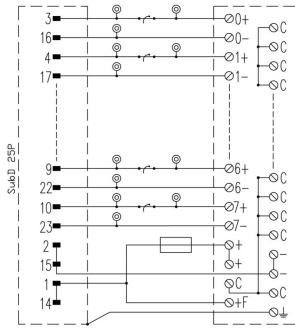 SubD 25P
3 0+ C
16 0- C
4 1+ C
17 1- C
9 6+ C
22 6- C
10 7+ C
23 7- C
2 + -
15 + -
1 C C
14 +F